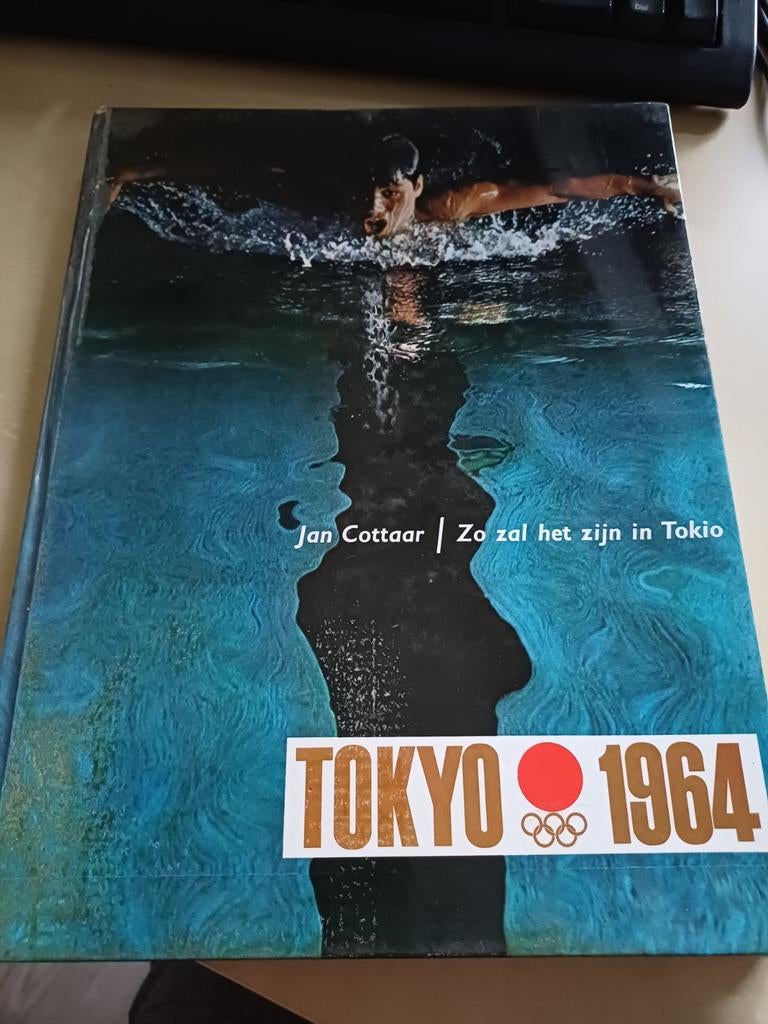 Jan Cottaar | Zo zal het zijn in Tokio
TOKYO 1964